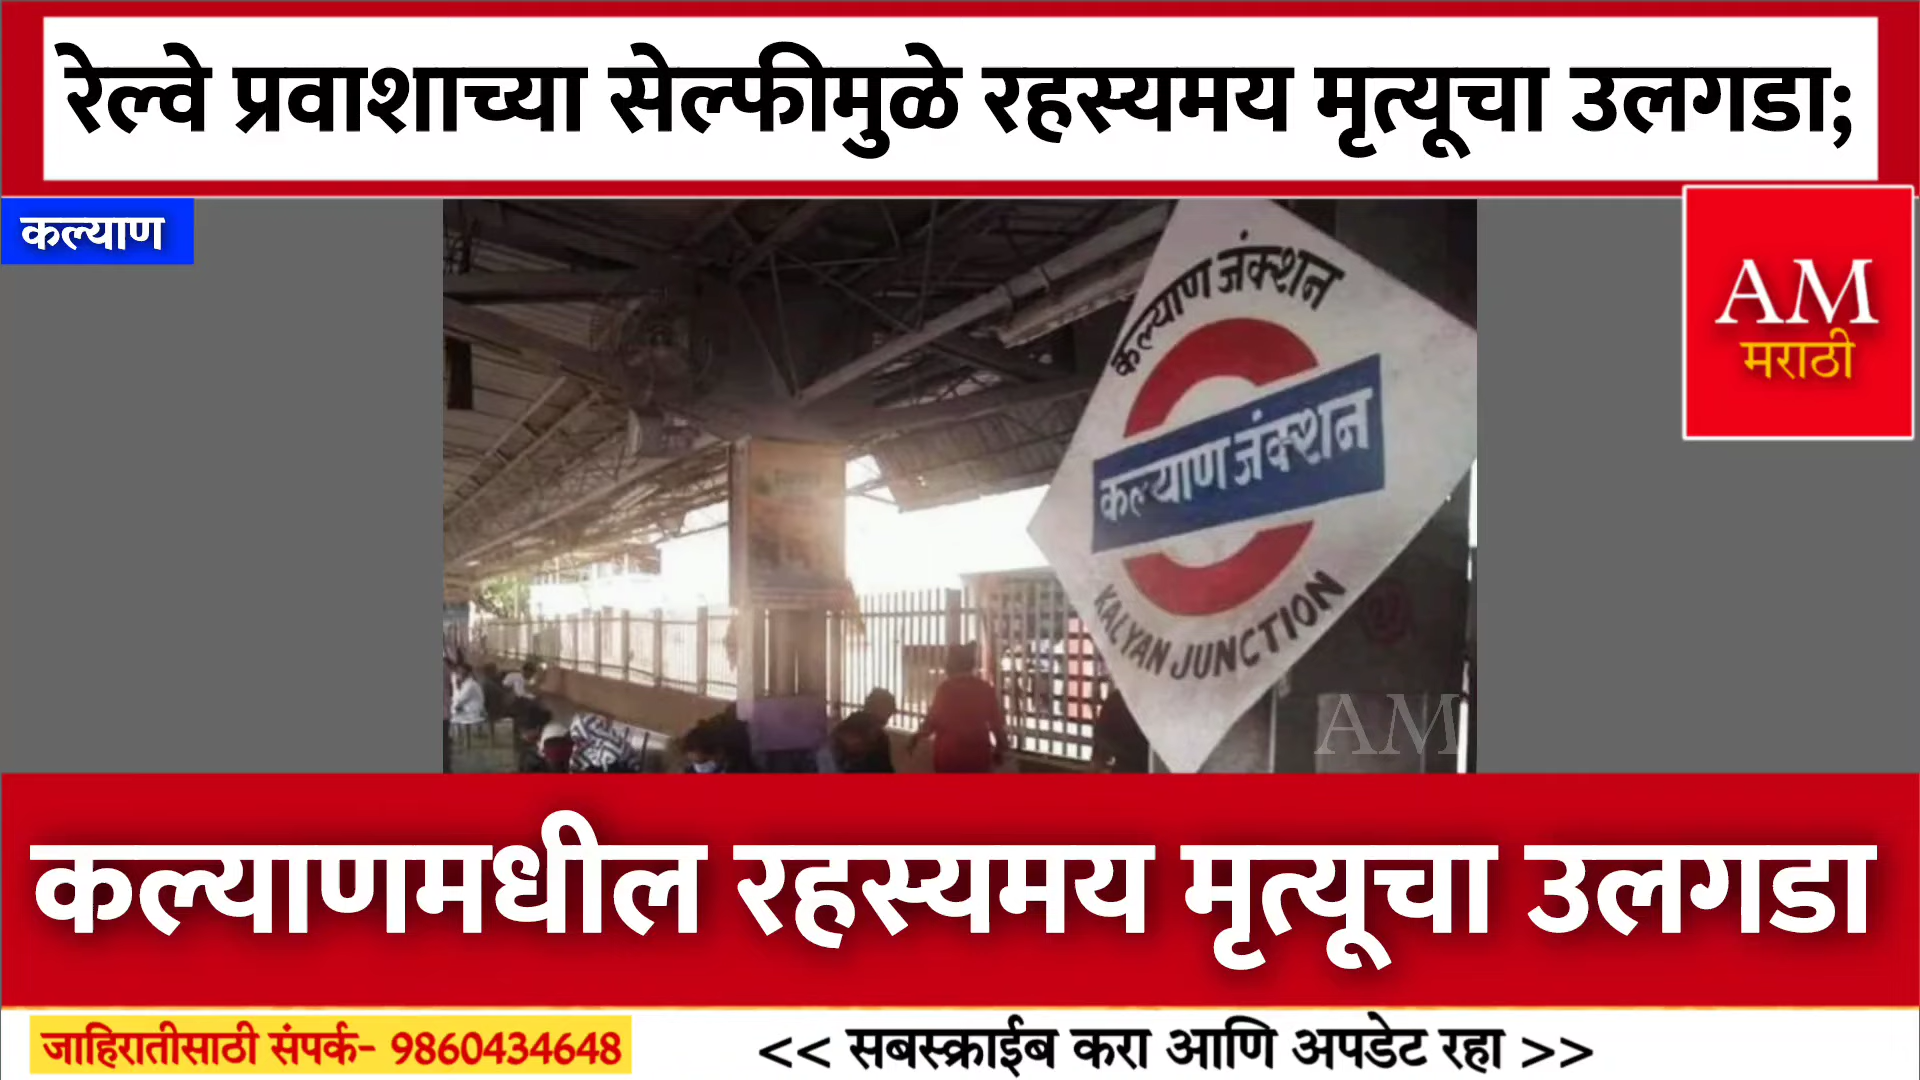 रेल्वे प्रवाशाच्या सेल्फीमुळे रहस्यमय मृत्यूचा उलगडा;
कल्याण
AM
मराठी
कल्याण जंक्शन
कल्याण जंक्शन
KALYAN JUNCTION
AM
कल्याणमधील रहस्यमय मृत्यूचा उलगडा
जाहिरातीसाठी संपर्क- 9860434648
<< सबस्क्राईब करा आणि अपडेट रहा >>